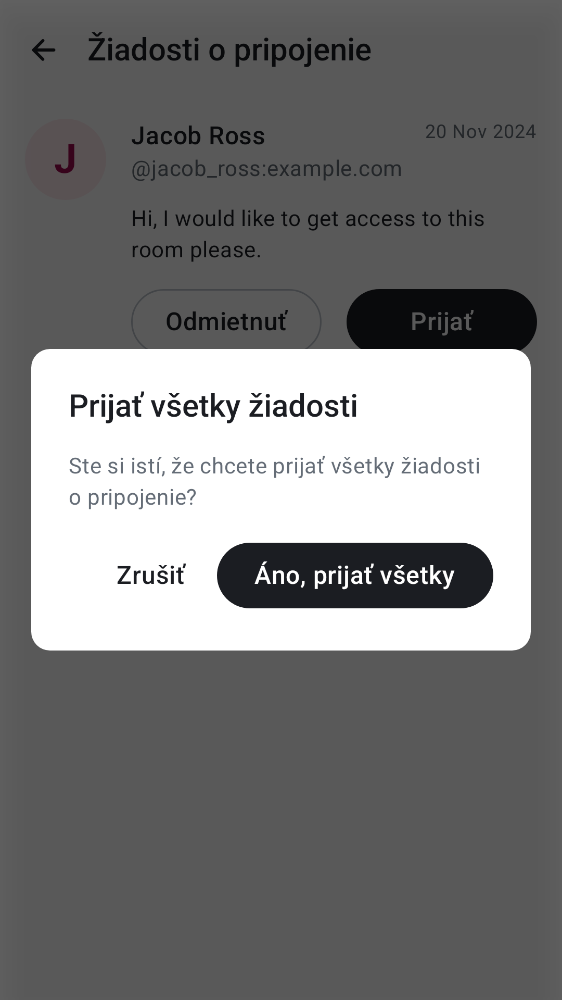 Žiadosti o pripojenie
J
Jacob Ross
20 Nov 2024
@jacob_ross:example.com
Hi, I would like to get access to this
room please.
Odmietnuť
Prijať
Prijať všetky žiadosti
Ste si istí, že chcete prijať všetky žiadosti
o pripojenie?
Zrušiť
Áno, prijať všetky